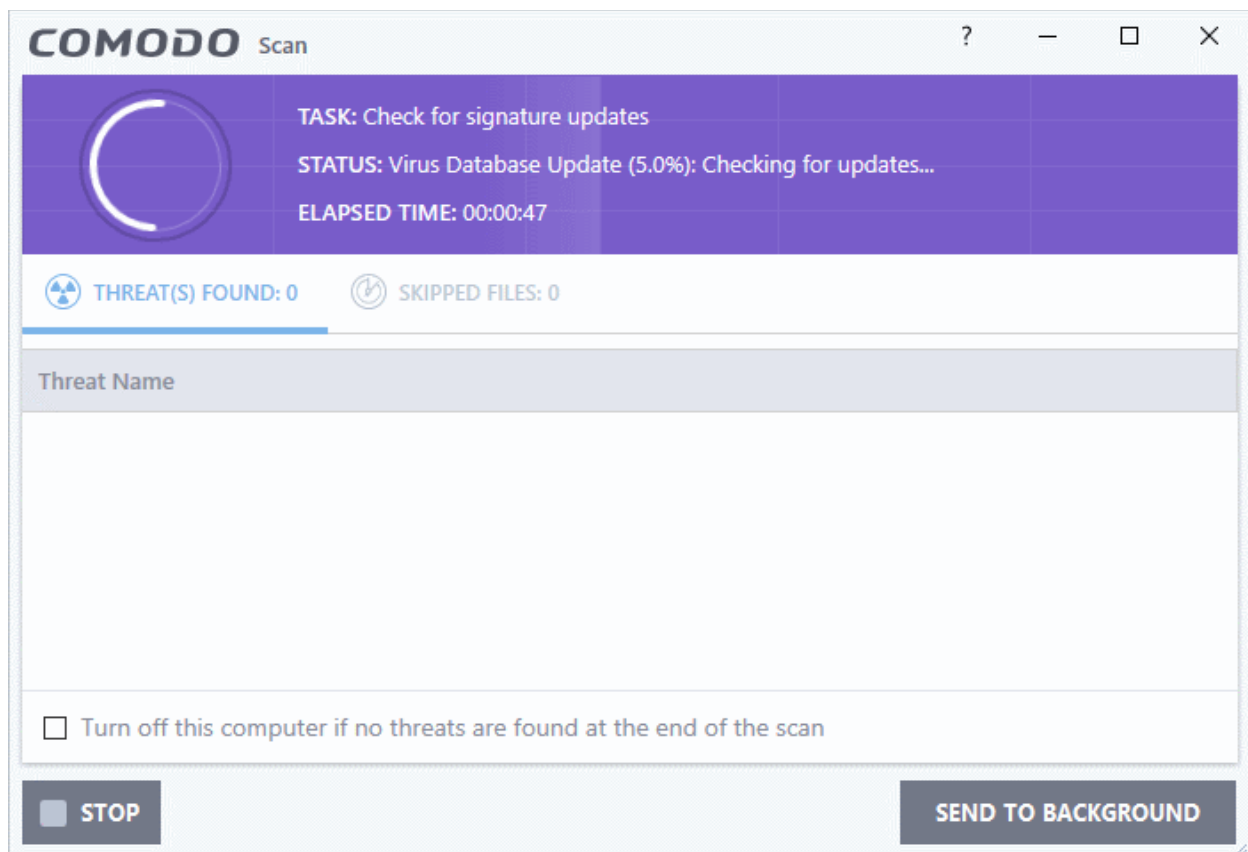 COMODO Scan ?
TASK: Check for signature updates
STATUS: Virus Database Update (5.0%): Checking for updates...
ELAPSED TIME: 00:00:47
THREAT(S) FOUND: 0 SKIPPED FILES: 0
Threat Name
Turn off this computer if no threats are found at the end of the scan
STOP SEND TO BACKGROUND